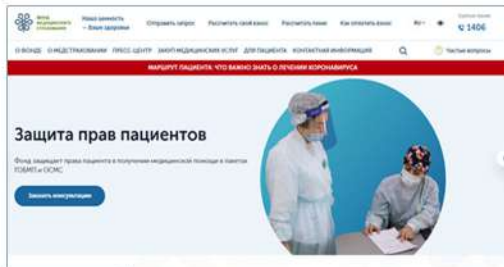 ФОНД
МЕДИЦИНСКОГО
СТРАХОВАНИЯ
Наша ценность
– Ваше здоровье
Отправить запрос
Рассчитать свой взнос
Рассчитать пеню
Как оплатить взнос
RU
1406
О ФОНДЕ
О МЕДСТРАХОВАНИИ
ПРЕСС-ЦЕНТР
ЗАКУП МЕДИЦИНСКИХ УСЛУГ
ДЛЯ ПАЦИЕНТА
КОНТАКТНАЯ ИНФОРМАЦИЯ
Частые вопросы
МАРШРУТ ПАЦИЕНТА: ЧТО ВАЖНО ЗНАТЬ О ЛЕЧЕНИИ КОРОНАВИРУСА
Защита прав пациентов
Фонд защищает права пациента в получении медицинской помощи в пакетах
ГОБМП и ОСМС
Заказать консультацию